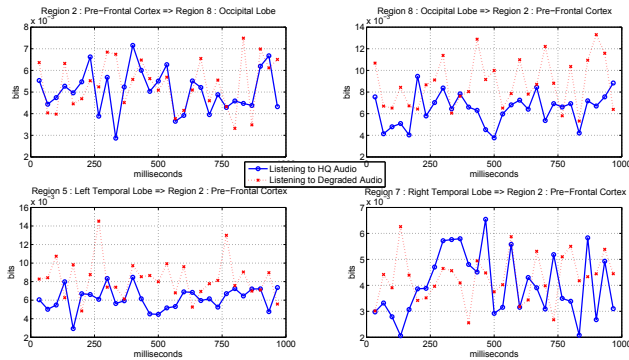 Region 2 : Pre-Frontal Cortex => Region 8 : Occipital Lobe
x 10^-3
8
7
6
5
4
3
2
bits
0 250 500 750 1000
milliseconds
Region 8 : Occipital Lobe => Region 2 : Pre-Frontal Cortex
x 10^-3
14
12
10
8
6
4
2
bits
0 250 500 750 1000
milliseconds
Listening to HQ Audio
Listening to Degraded Audio
Region 5 : Left Temporal Lobe => Region 2 : Pre-Frontal Cortex
x 10^-3
16
14
12
10
8
6
4
2
bits
0 250 500 750 1000
milliseconds
Region 7 : Right Temporal Lobe => Region 2 : Pre-Frontal Cortex
x 10^-3
7
6
5
4
3
2
bits
0 250 500 750 1000
milliseconds